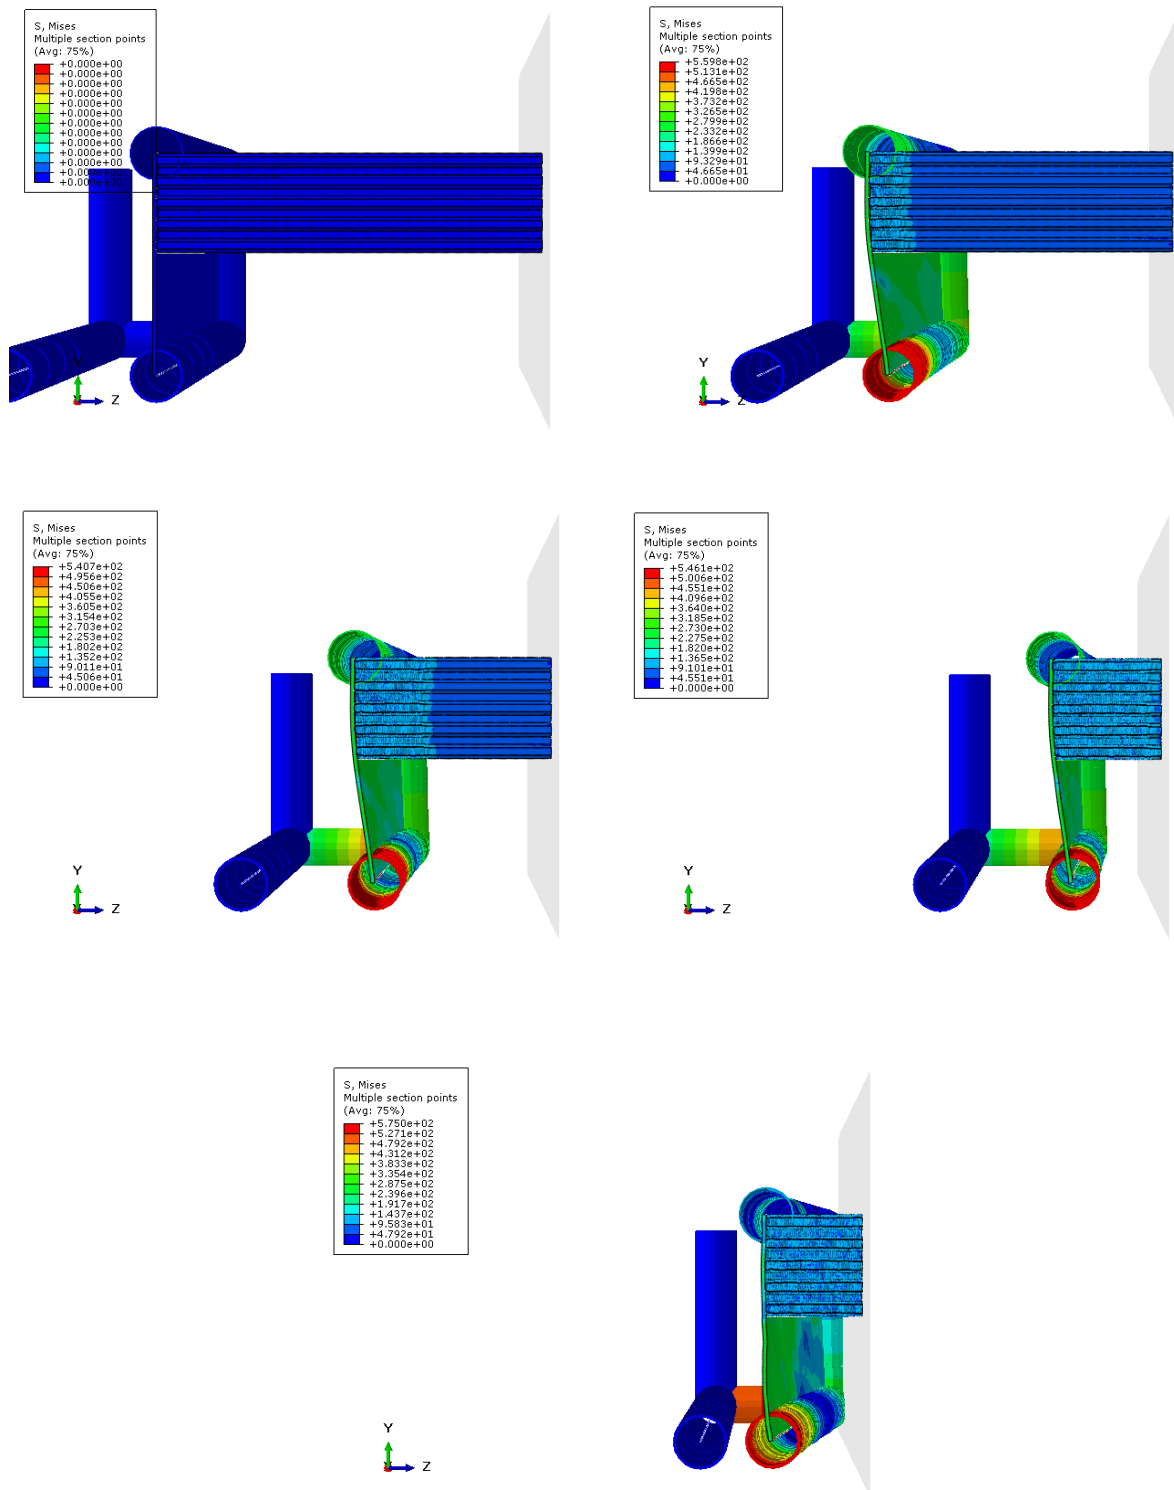 S, Mises
Multiple section points
(Avg: 75%)
+0.000e+00
+0.000e+00
+0.000e+00
+0.000e+00
+0.000e+00
+0.000e+00
+0.000e+00
+0.000e+00
+0.000e+00
+0.000e+00
+0.000e+00
+0.000e+00
+0.000e+00
Z
S, Mises
Multiple section points
(Avg: 75%)
+5.598e+02
+5.131e+02
+4.665e+02
+4.198e+02
+3.732e+02
+3.265e+02
+2.799e+02
+2.332e+02
+1.866e+02
+1.399e+02
+9.329e+01
+4.665e+01
+0.000e+00
Y
Z
S, Mises
Multiple section points
(Avg: 75%)
+5.407e+02
+4.956e+02
+4.506e+02
+4.055e+02
+3.605e+02
+3.154e+02
+2.703e+02
+2.253e+02
+1.802e+02
+1.352e+02
+9.011e+01
+4.506e+01
+0.000e+00
Y
Z
S, Mises
Multiple section points
(Avg: 75%)
+5.461e+02
+5.006e+02
+4.551e+02
+4.096e+02
+3.640e+02
+3.185e+02
+2.730e+02
+2.275e+02
+1.820e+02
+1.365e+02
+9.101e+01
+4.551e+01
+0.000e+00
Y
Z
S, Mises
Multiple section points
(Avg: 75%)
+5.750e+02
+5.271e+02
+4.792e+02
+4.312e+02
+3.833e+02
+3.354e+02
+2.875e+02
+2.396e+02
+1.917e+02
+1.437e+02
+9.583e+01
+4.792e+01
+0.000e+00
Y
Z